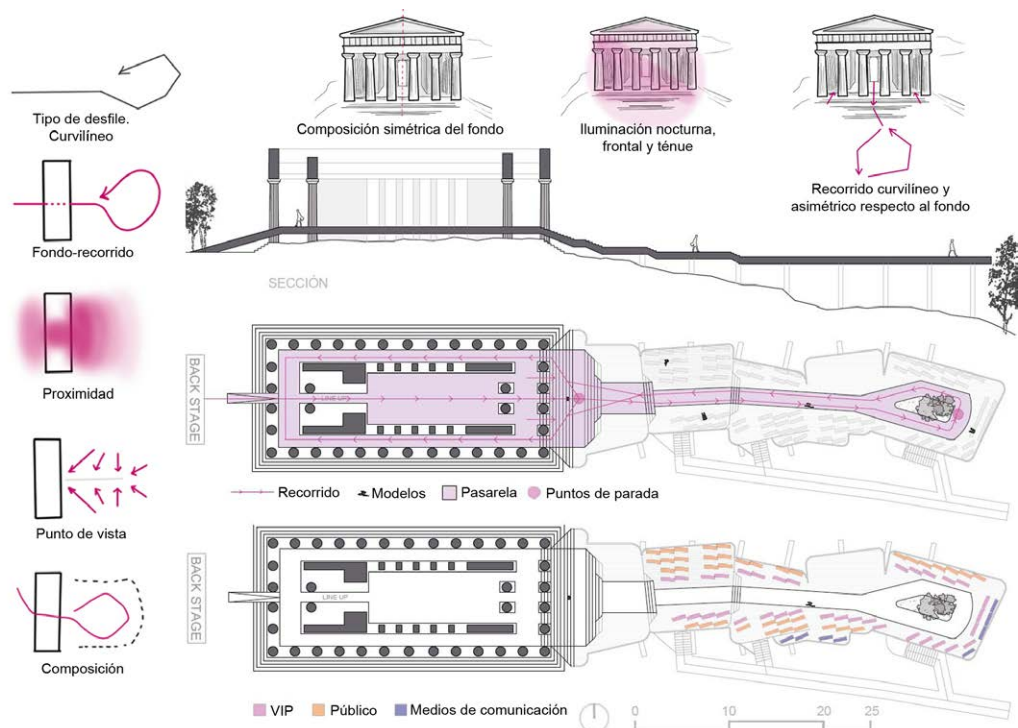 Tipo de desfile.
Curvilíneo
Composición simétrica del fondo
Iluminación nocturna,
frontal y ténue
Recorrido curvilíneo y
asimétrico respecto al fondo
Fondo-recorrido
SECCIÓN
Proximidad
BACK STAGE
LINE UP
Recorrido
Modelos
Pasarela
Puntos de parada
Punto de vista
BACK STAGE
LINE UP
Composición
VIP
Público
Medios de comunicación
0
10
20
25